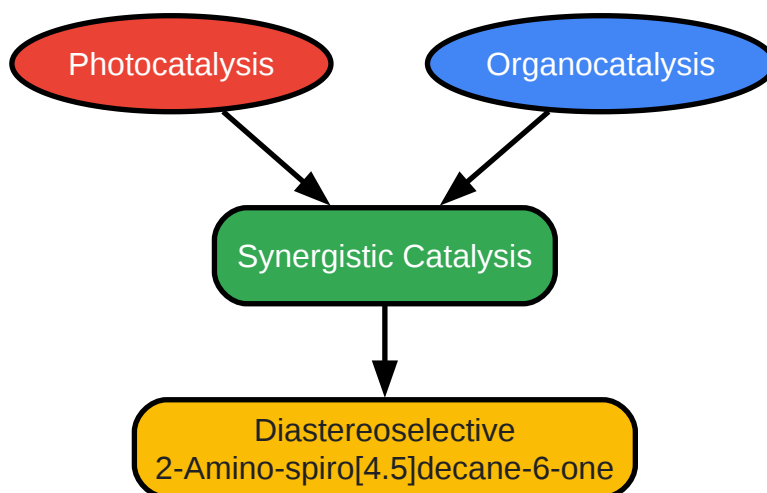 Photocatalysis
Organocatalysis
Synergistic Catalysis
Diastereoselective
2-Amino-spiro[4.5]decane-6-one